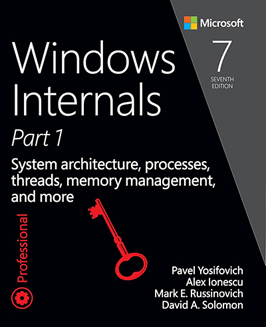 Microsoft
Windows
Internals
7
SEVENTH
EDITION
Part 1
System architecture, processes,
threads, memory management,
and more
Professional
Pavel Yosifovich
Alex Ionescu
Mark E. Russinovich
David A. Solomon